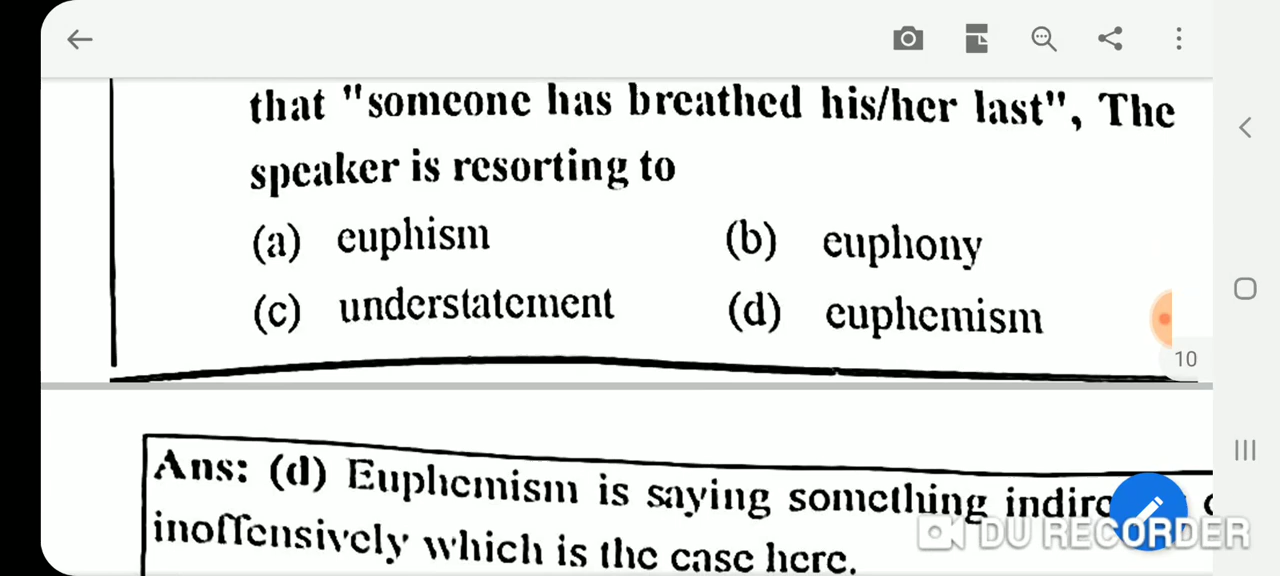 that "someone has breathed his/her last", The
speaker is resorting to
(a) euphism (b) euphony
(c) understatement (d) euphemism
10
Ans: (d) Euphemism is saying something
inoffensively which is the case here.
DU RECORDER